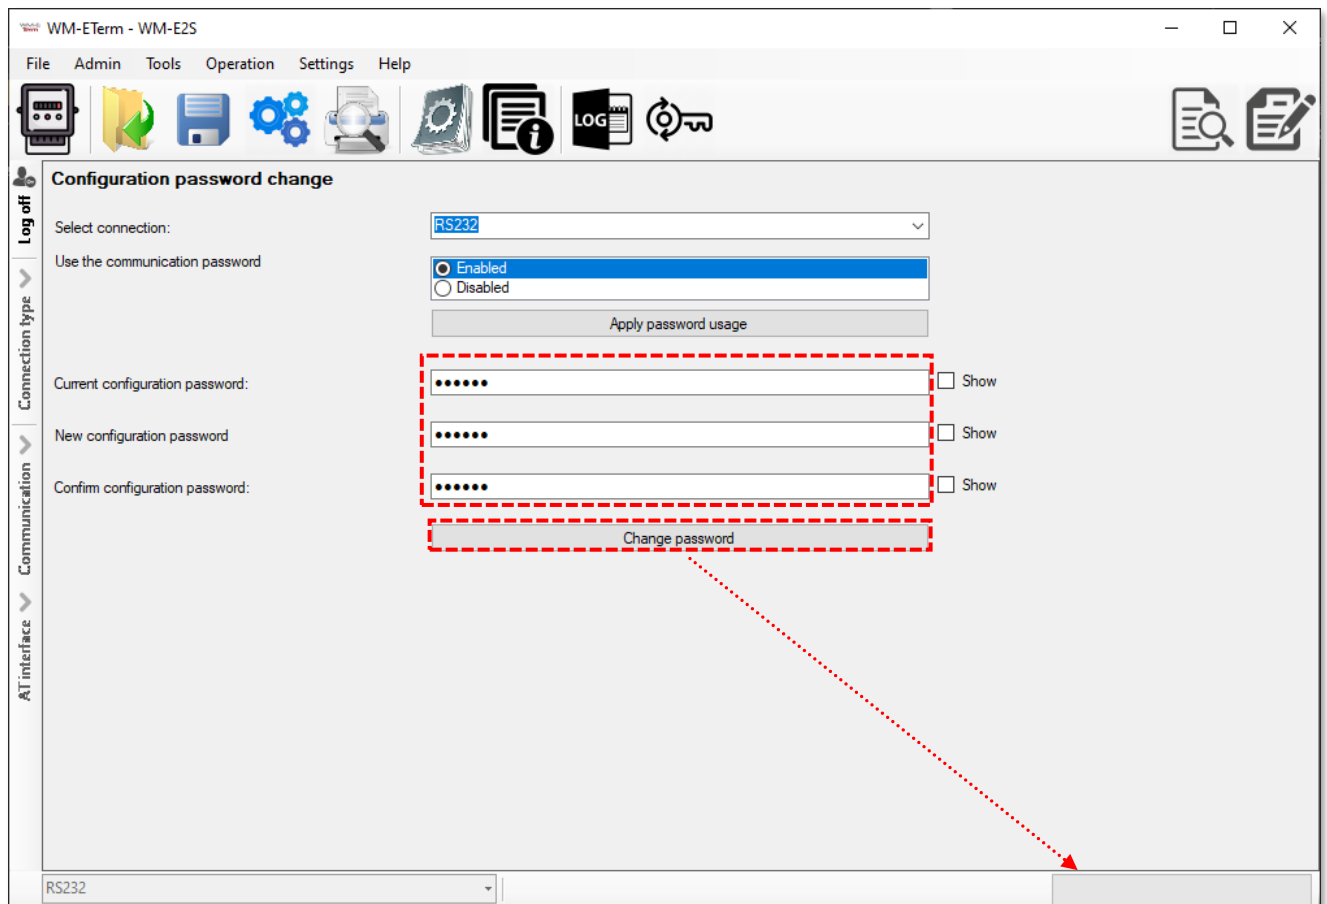 WM-ETerm - WM-E2S
File Admin Tools Operation Settings Help
LOG
Log off
Connection type
Communication
AT interface
Configuration password change
Select connection:
RS232
Use the communication password
Enabled
Disabled
Apply password usage
Current configuration password:
●●●●●●
Show
New configuration password
●●●●●●
Show
Confirm configuration password:
●●●●●●
Show
Change password
RS232